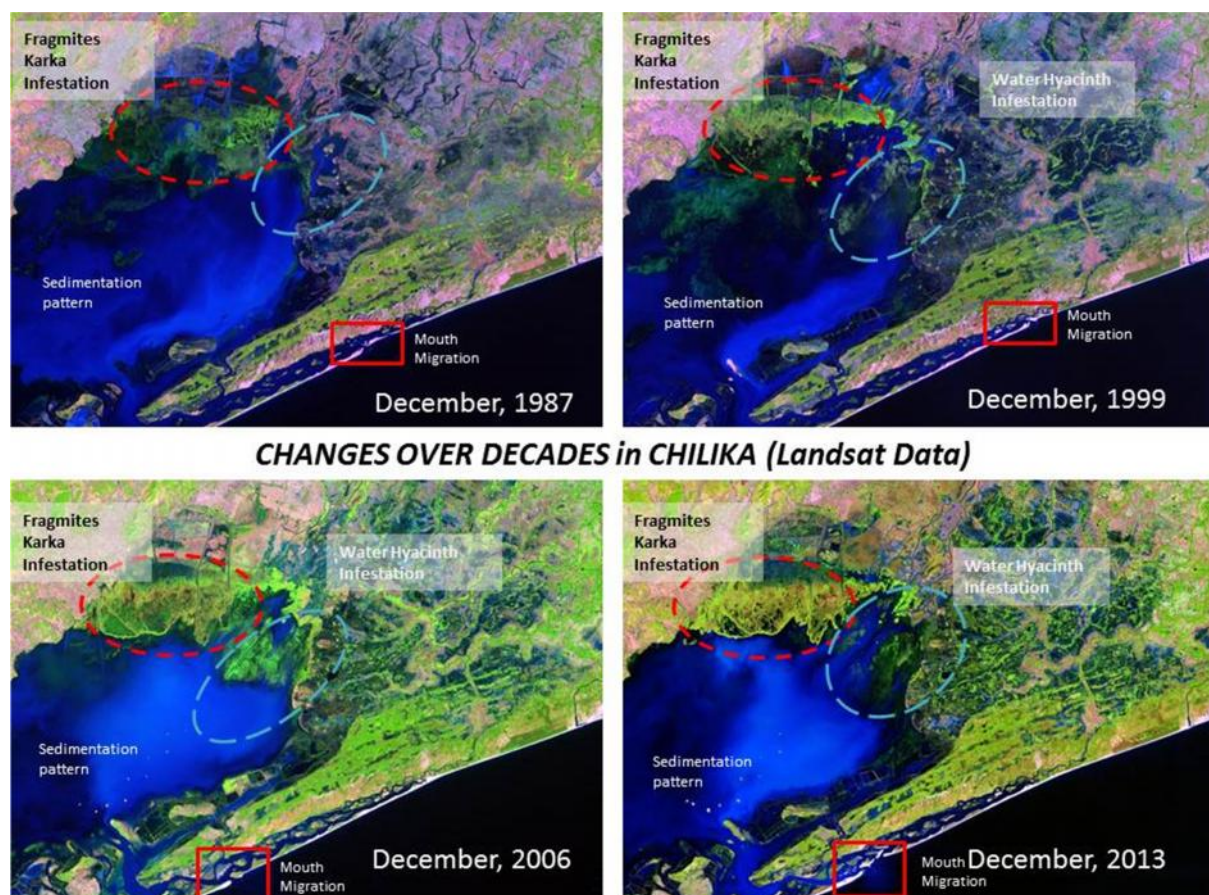 Fragmites
Karka
Infestation
Sedimentation
pattern
Mouth
Migration
December, 1987
Fragmites
Karka
Infestation
Water Hyacinth
Infestation
Sedimentation
pattern
Mouth
Migration
December, 1999
CHANGES OVER DECADES in CHILIKA (Landsat Data)
Fragmites
Karka
Infestation
Water Hyacinth
Infestation
Sedimentation
pattern
Mouth
Migration
December, 2006
Fragmites
Karka
Infestation
Water Hyacinth
Infestation
Sedimentation
pattern
Mouth
Migration
December, 2013